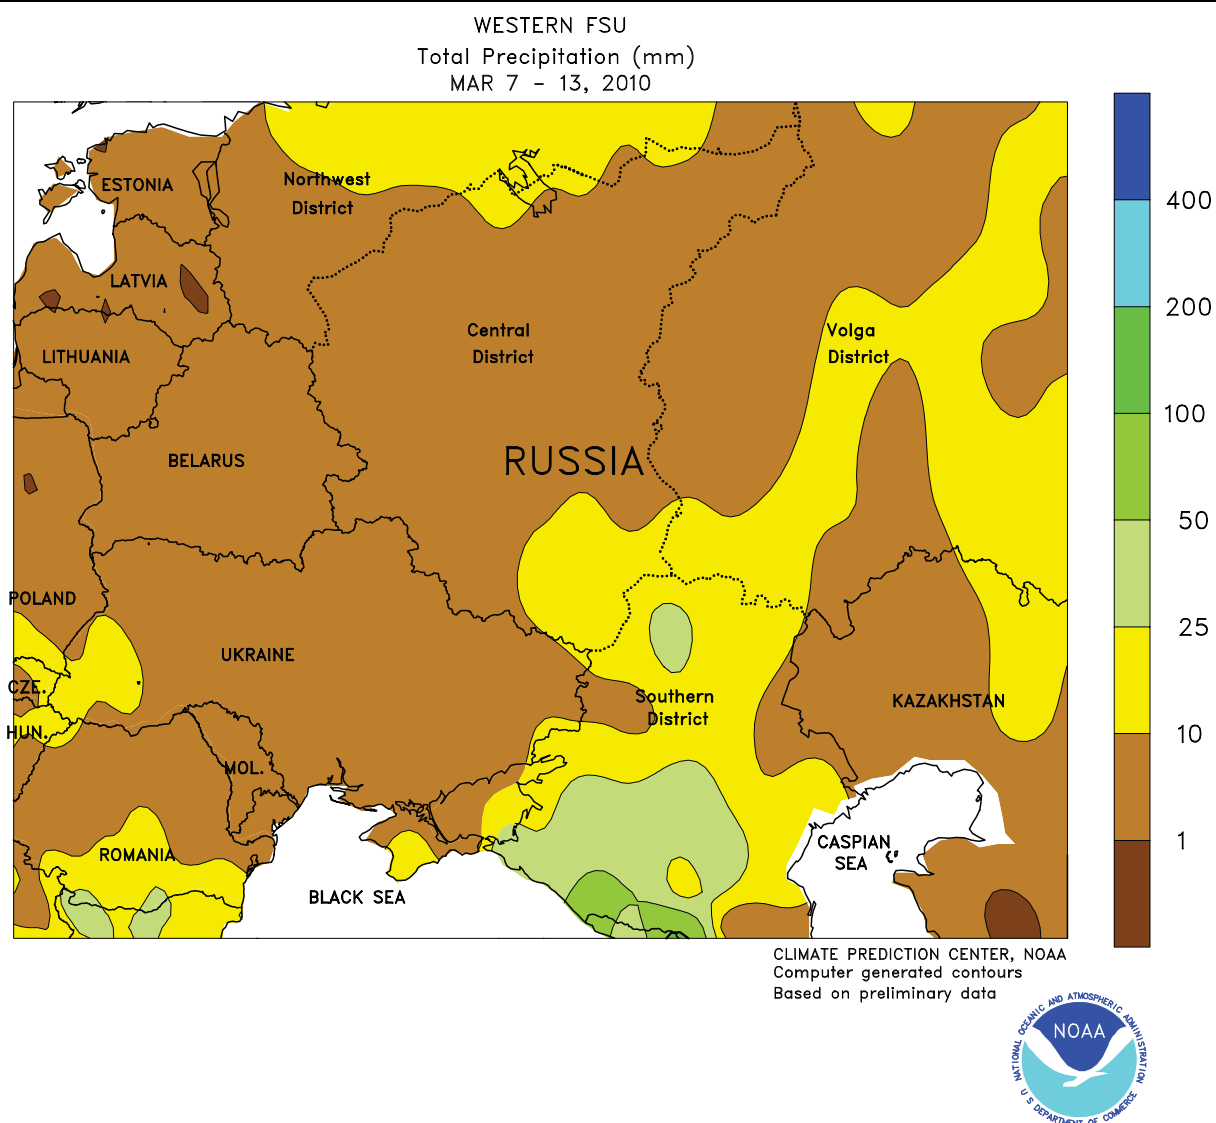 WESTERN FSU
Total Precipitation (mm)
MAR 7 - 13, 2010
ESTONIA
Northwest
District
LATVIA
LITHUANIA
Central
District
Volga
District
BELARUS
RUSSIA
POLAND
UKRAINE
CZE.
HUN.
Southern
District
KAZAKHSTAN
MOL.
ROMANIA
CASPIAN
SEA
BLACK SEA
400
200
100
50
25
10
1
CLIMATE PREDICTION CENTER, NOAA
Computer generated contours
Based on preliminary data
NATIONAL OCEANIC AND ATMOSPHERIC ADMINISTRATION
NOAA
U S DEPARTMENT OF COMMERCE